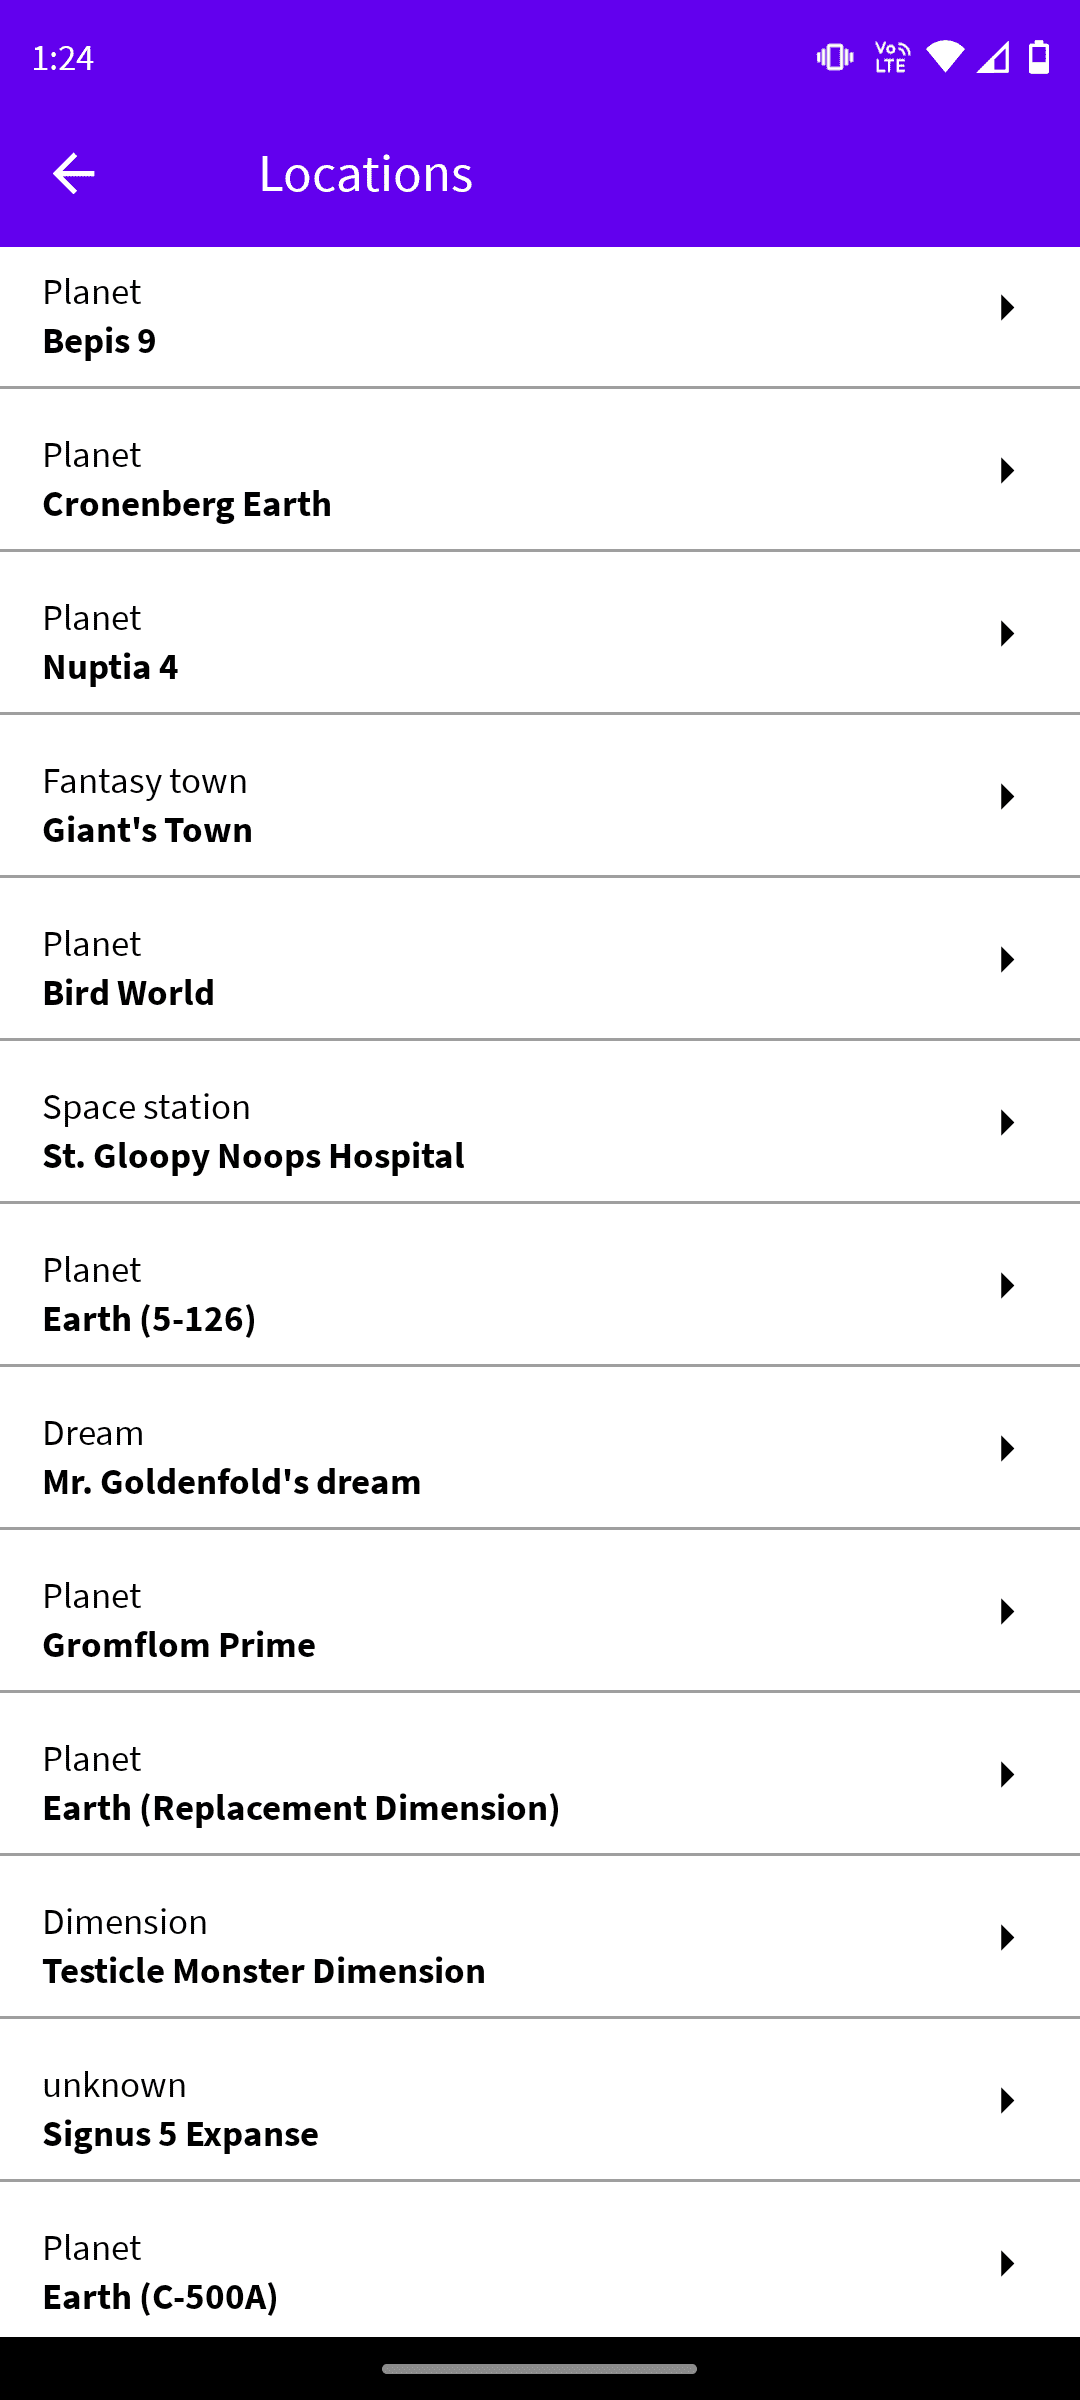 1:24
Vo
LTE
Locations
Planet
Bepis 9
Planet
Cronenberg Earth
Planet
Nuptia 4
Fantasy town
Giant's Town
Planet
Bird World
Space station
St. Gloopy Noops Hospital
Planet
Earth (5-126)
Dream
Mr. Goldenfold's dream
Planet
Gromflom Prime
Planet
Earth (Replacement Dimension)
Dimension
Testicle Monster Dimension
unknown
Signus 5 Expanse
Planet
Earth (C-500A)